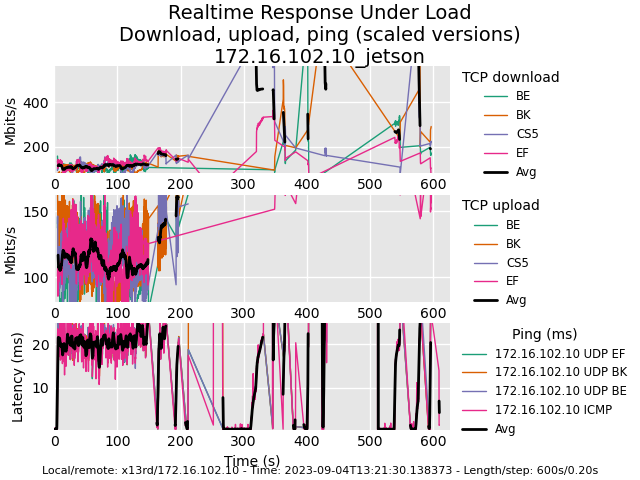 Realtime Response Under Load
Download, upload, ping (scaled versions)
172.16.102.10_jetson
TCP download
BE
BK
CS5
EF
Avg
Mbits/s
400
200
0 100 200 300 400 500 600
TCP upload
BE
BK
CS5
EF
Avg
Mbits/s
150
100
0 100 200 300 400 500 600
Ping (ms)
172.16.102.10 UDP EF
172.16.102.10 UDP BK
172.16.102.10 UDP BE
172.16.102.10 ICMP
Avg
Latency (ms)
20
10
0 100 200 300 400 500 600
Time (s)
Local/remote: x13rd/172.16.102.10 - Time: 2023-09-04T13:21:30.138373 - Length/step: 600s/0.20s